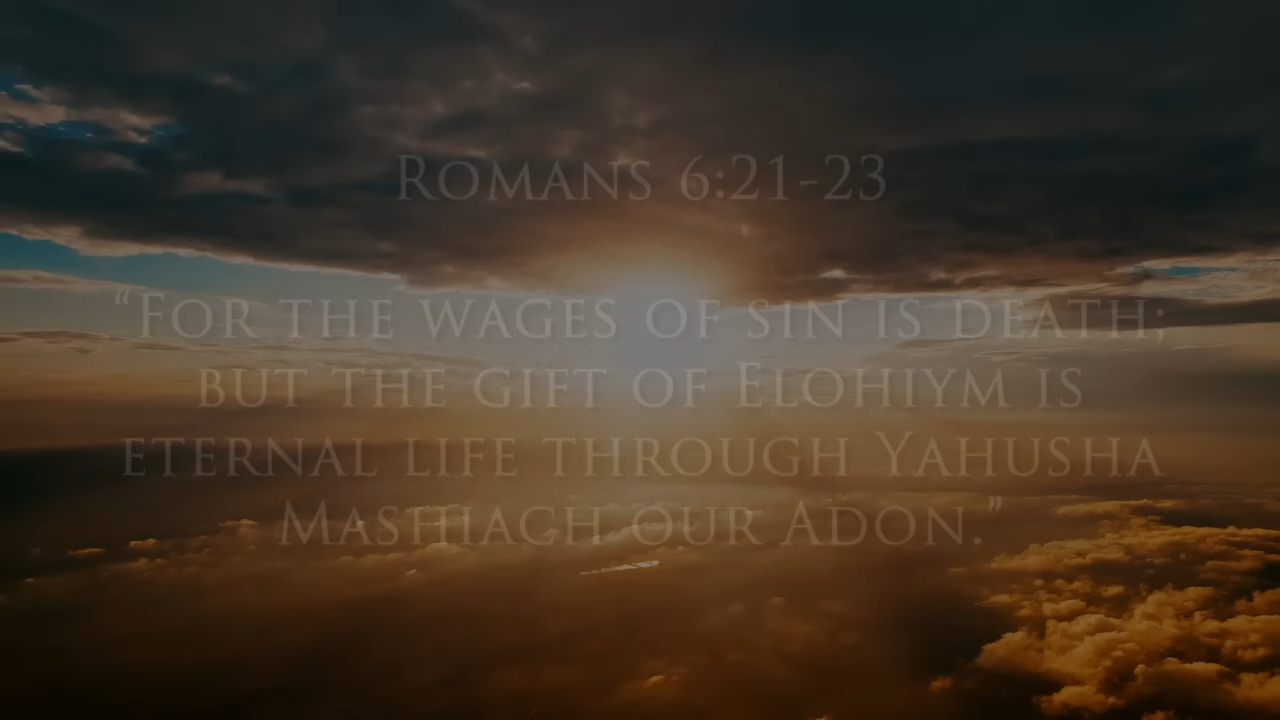 Romans 6:21-23
“For the wages of sin is death;
but the gift of Elohiym is
eternal life through Yahusha
Mashiach our Adon.”